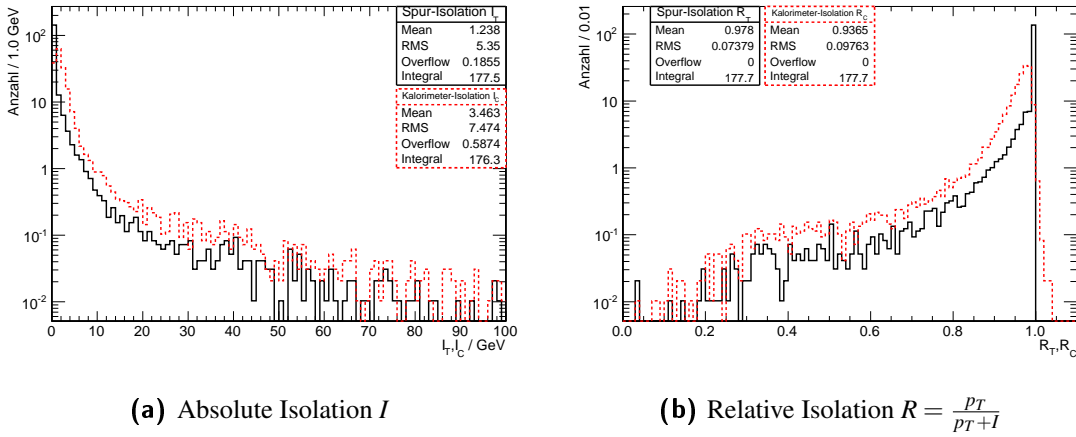 Anzahl / 1.0 GeV
10²
10
1
10⁻¹
10⁻²
0 10 20 30 40 50 60 70 80 90 100
I_T,I_C / GeV
Spur-Isolation I_T
Mean 1.238
RMS 5.35
Overflow 0.1855
Integral 177.5
Kalorimeter-Isolation I_C
Mean 3.463
RMS 7.474
Overflow 0.5874
Integral 176.3
(a) Absolute Isolation I
Anzahl / 0.01
10²
10
1
10⁻¹
10⁻²
0.0 0.2 0.4 0.6 0.8 1.0
R_T,R_C
Spur-Isolation R_T
Mean 0.978
RMS 0.07379
Overflow 0
Integral 177.7
Kalorimeter-Isolation R_C
Mean 0.9365
RMS 0.09763
Overflow 0
Integral 177.7
(b) Relative Isolation R = p_T / (p_T+I)